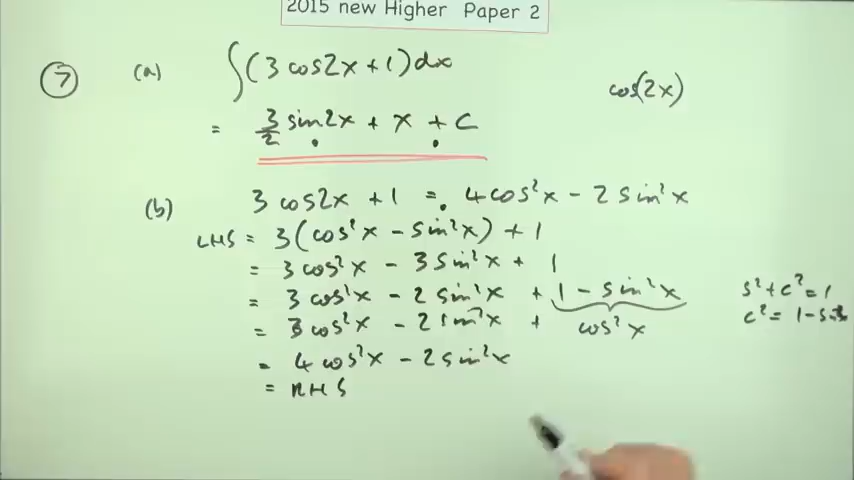 2015 new Higher Paper 2
7 (a) ∫(3 cos2x + 1) dx
cos(2x)
= 3/2 sin2x + x + C
(b) 3 cos2x + 1 = 4cos²x - 2 sin²x
LHS = 3(cos²x - sin²x) + 1
= 3 cos²x - 3 sin²x + 1
= 3 cos²x - 2 sin²x + 1 - sin²x
s² + c² = 1
= 3 cos²x - 2 sin²x + cos²x
c² = 1 -
= 4 cos²x - 2 sin²x
= RHS